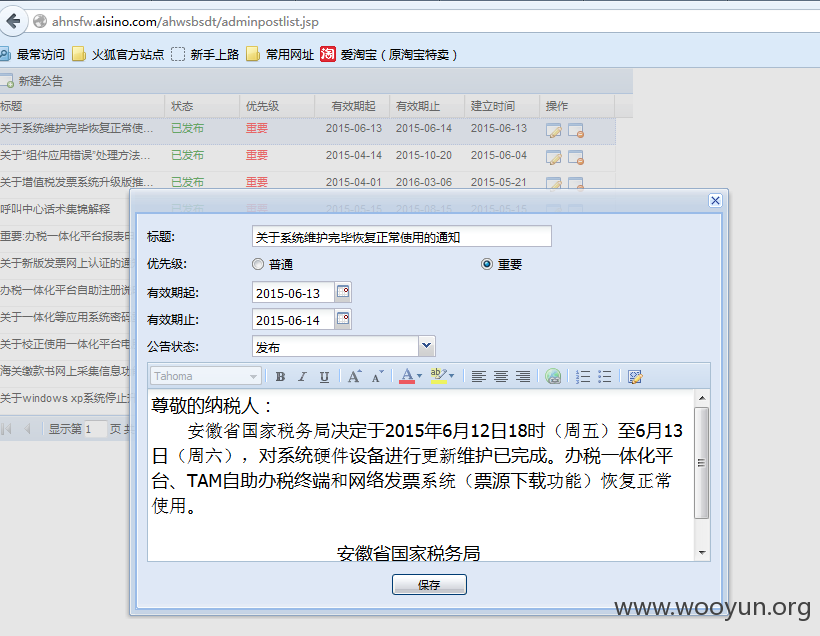 ahnsfw.aisino.com/ahwsbsdt/adminpostlist.jsp
最常访问 火狐官方站点 新手上路 常用网址 淘 爱淘宝（原淘宝特卖）
新建公告
标题 状态 优先级 有效期起 有效期止 建立时间 操作
关于系统维护完毕恢复正常使... 已发布 重要 2015-06-13 2015-06-14 2015-06-13
关于“组件应用错误”处理方法... 已发布 重要 2015-04-14 2015-10-20 2015-06-04
关于增值税发票系统升级版推... 已发布 重要 2015-04-01 2016-03-06 2015-05-21
呼叫中心话术集锦解释 已发布 重要 2015-05-15 2015-08-15 2015-05-15
重要:办税一体化平台报表
关于新版发票网上认证的通
办税一体化平台自助注册说
关于一体化等应用系统密码
关于校正使用一体化平台电
海关缴款书网上采集信息功
关于windows xp系统停止
显示第 1 页
标题: 关于系统维护完毕恢复正常使用的通知
优先级: 普通 重要
有效期起: 2015-06-13
有效期止: 2015-06-14
公告状态: 发布
Tahoma B I U A A A ab
尊敬的纳税人：
安徽省国家税务局决定于2015年6月12日18时（周五）至6月13
日（周六），对系统硬件设备进行更新维护已完成。办税一体化平
台、TAM自助办税终端和网络发票系统（票源下载功能）恢复正常
使用。
安徽省国家税务局
保存
www.wooyun.org